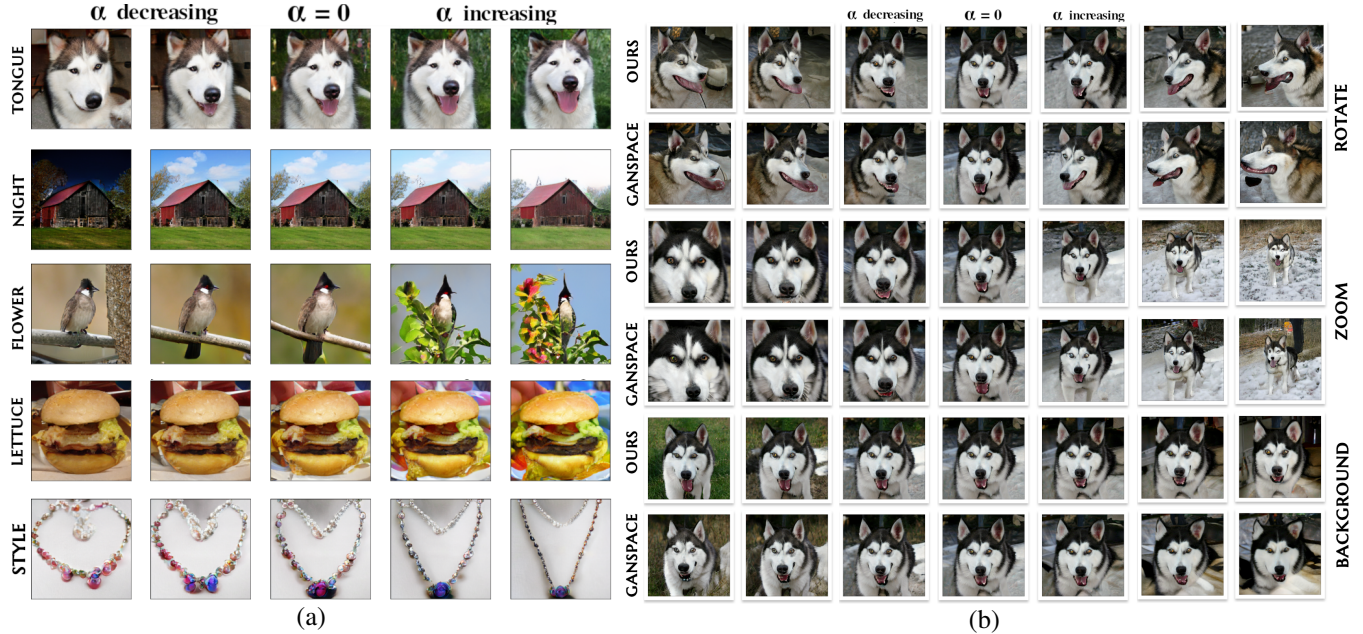 α decreasing
α = 0
α increasing
TONGUE
NIGHT
FLOWER
LETTUCE
STYLE
(a)
α decreasing
α = 0
α increasing
OURS
GANSPACE
ROTATE
OURS
GANSPACE
ZOOM
OURS
GANSPACE
BACKGROUND
(b)